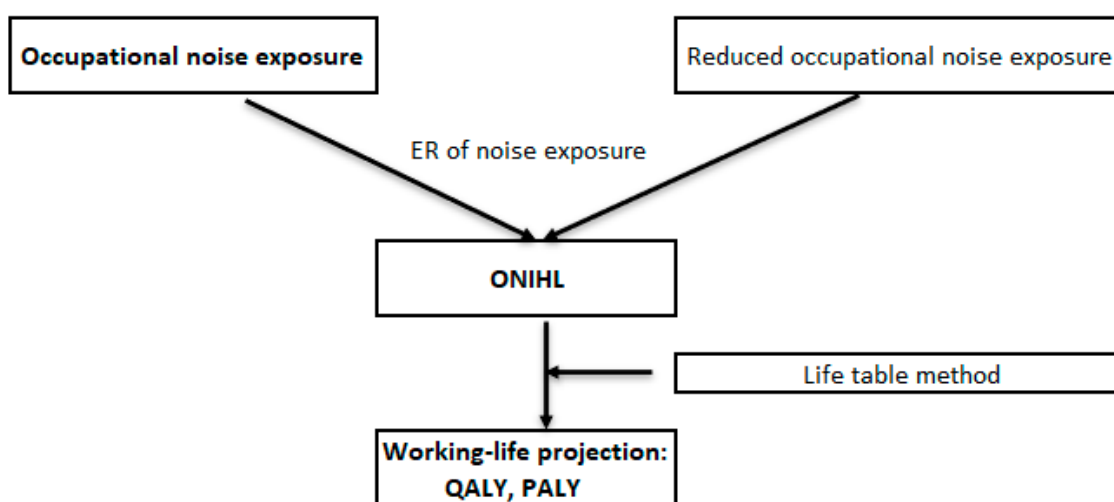 Occupational noise exposure
Reduced occupational noise exposure
ER of noise exposure
ONIHL
Life table method
Working-life projection:
QALY, PALY